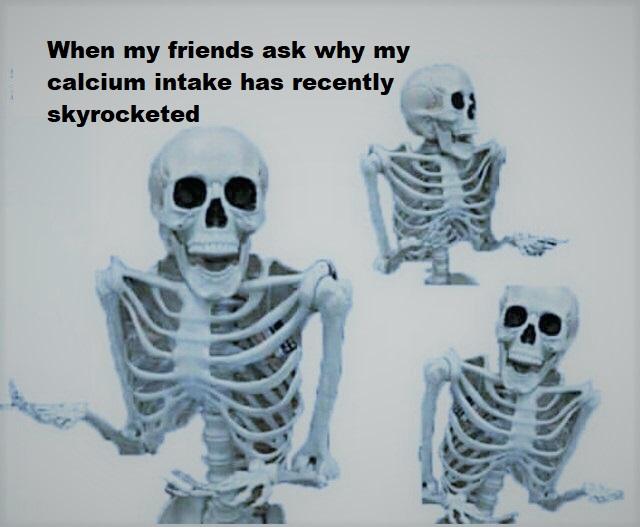 When my friends ask why my
calcium intake has recently
skyrocketed